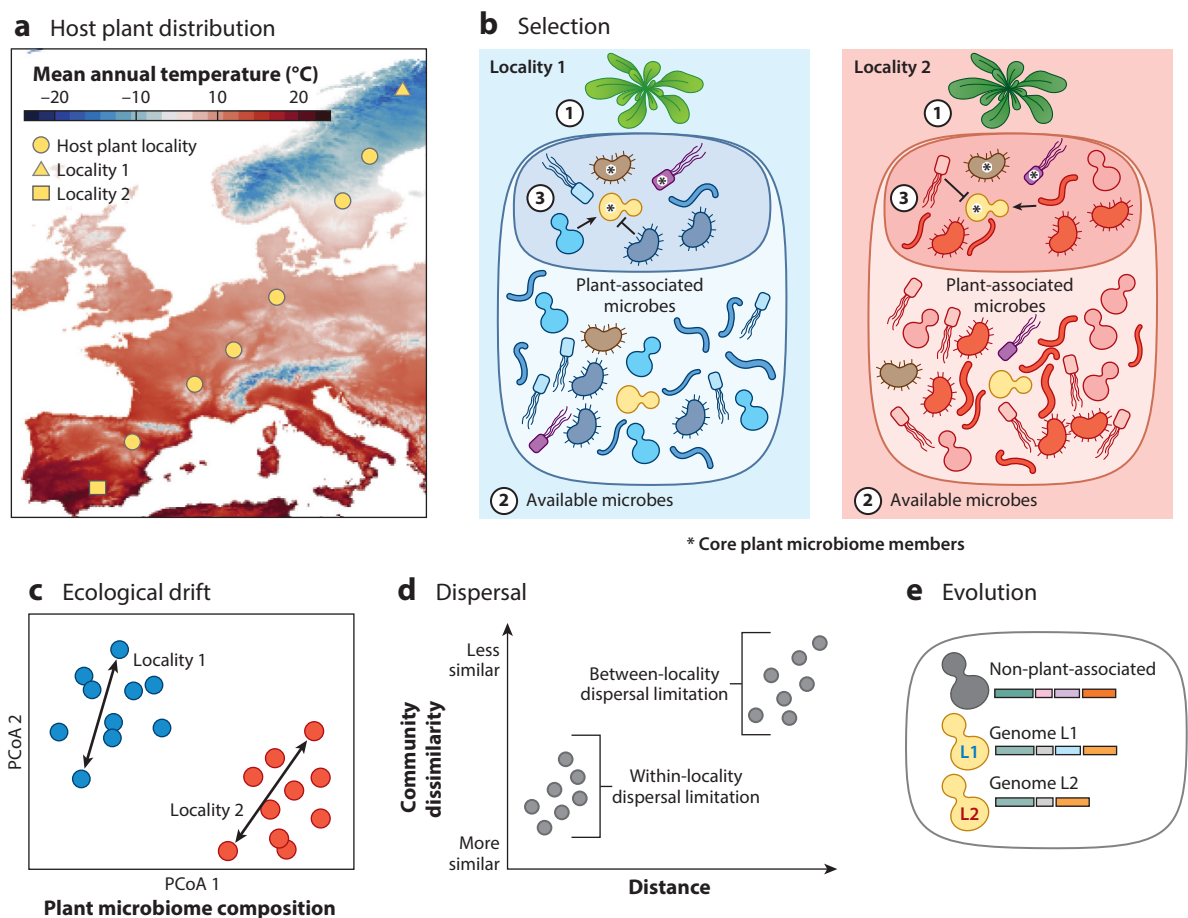 a Host plant distribution
Mean annual temperature (°C)
−20 −10 10 20
Host plant locality
Locality 1
Locality 2
b Selection
Locality 1
1
3
Plant-associated
microbes
2 Available microbes
Locality 2
1
3
Plant-associated
microbes
2 Available microbes
* Core plant microbiome members
c Ecological drift
Locality 1
Locality 2
PCoA 2
PCoA 1
Plant microbiome composition
d Dispersal
Less
similar
Between-locality
dispersal limitation
Community
dissimilarity
Within-locality
dispersal limitation
More
similar
Distance
e Evolution
Non-plant-associated
Genome L1
L1
Genome L2
L2